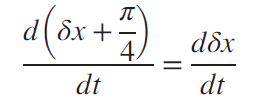 d(δx + π/4)/dt = dδx/dt